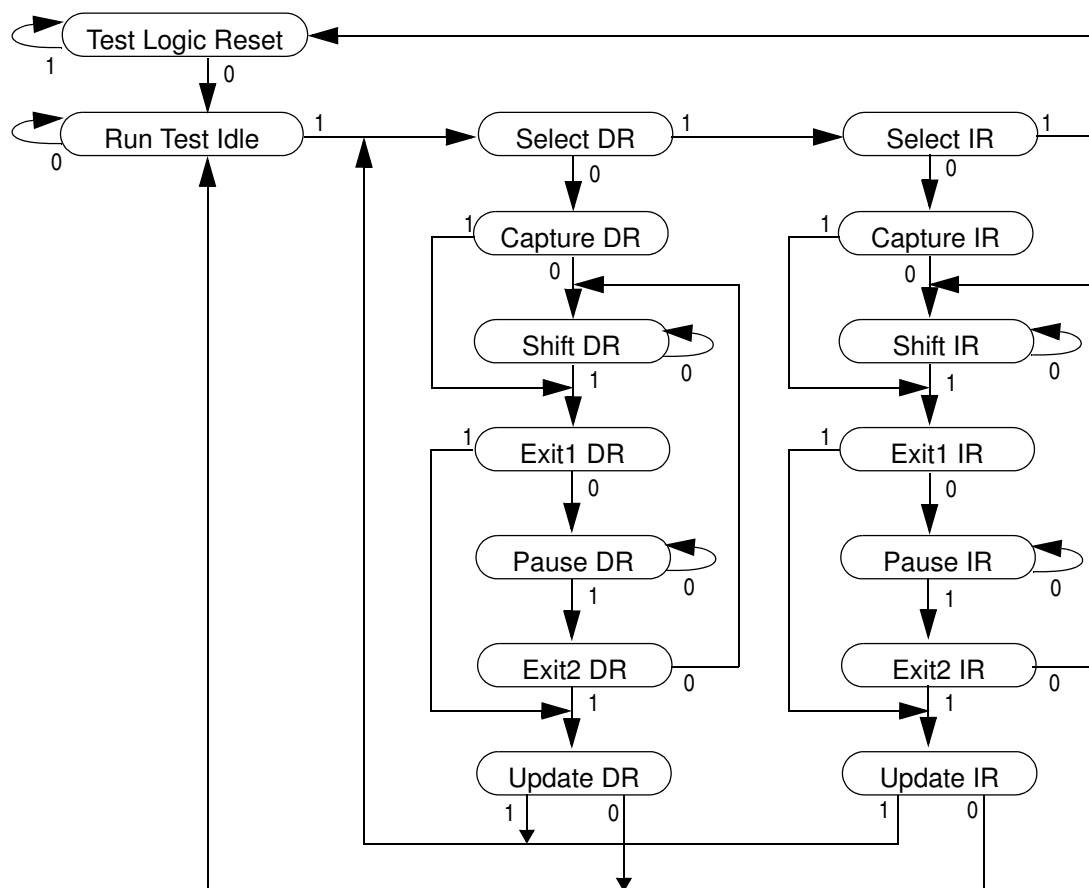 Test Logic Reset
1
0
Run Test Idle
1
0
Select DR
1
0
Select IR
1
0
1
Capture DR
0
1
Capture IR
0
Shift DR
0
1
Shift IR
0
1
1
Exit1 DR
0
1
Exit1 IR
0
Pause DR
0
1
Pause IR
0
1
Exit2 DR
0
1
Exit2 IR
0
1
Update DR
1
0
Update IR
1
0